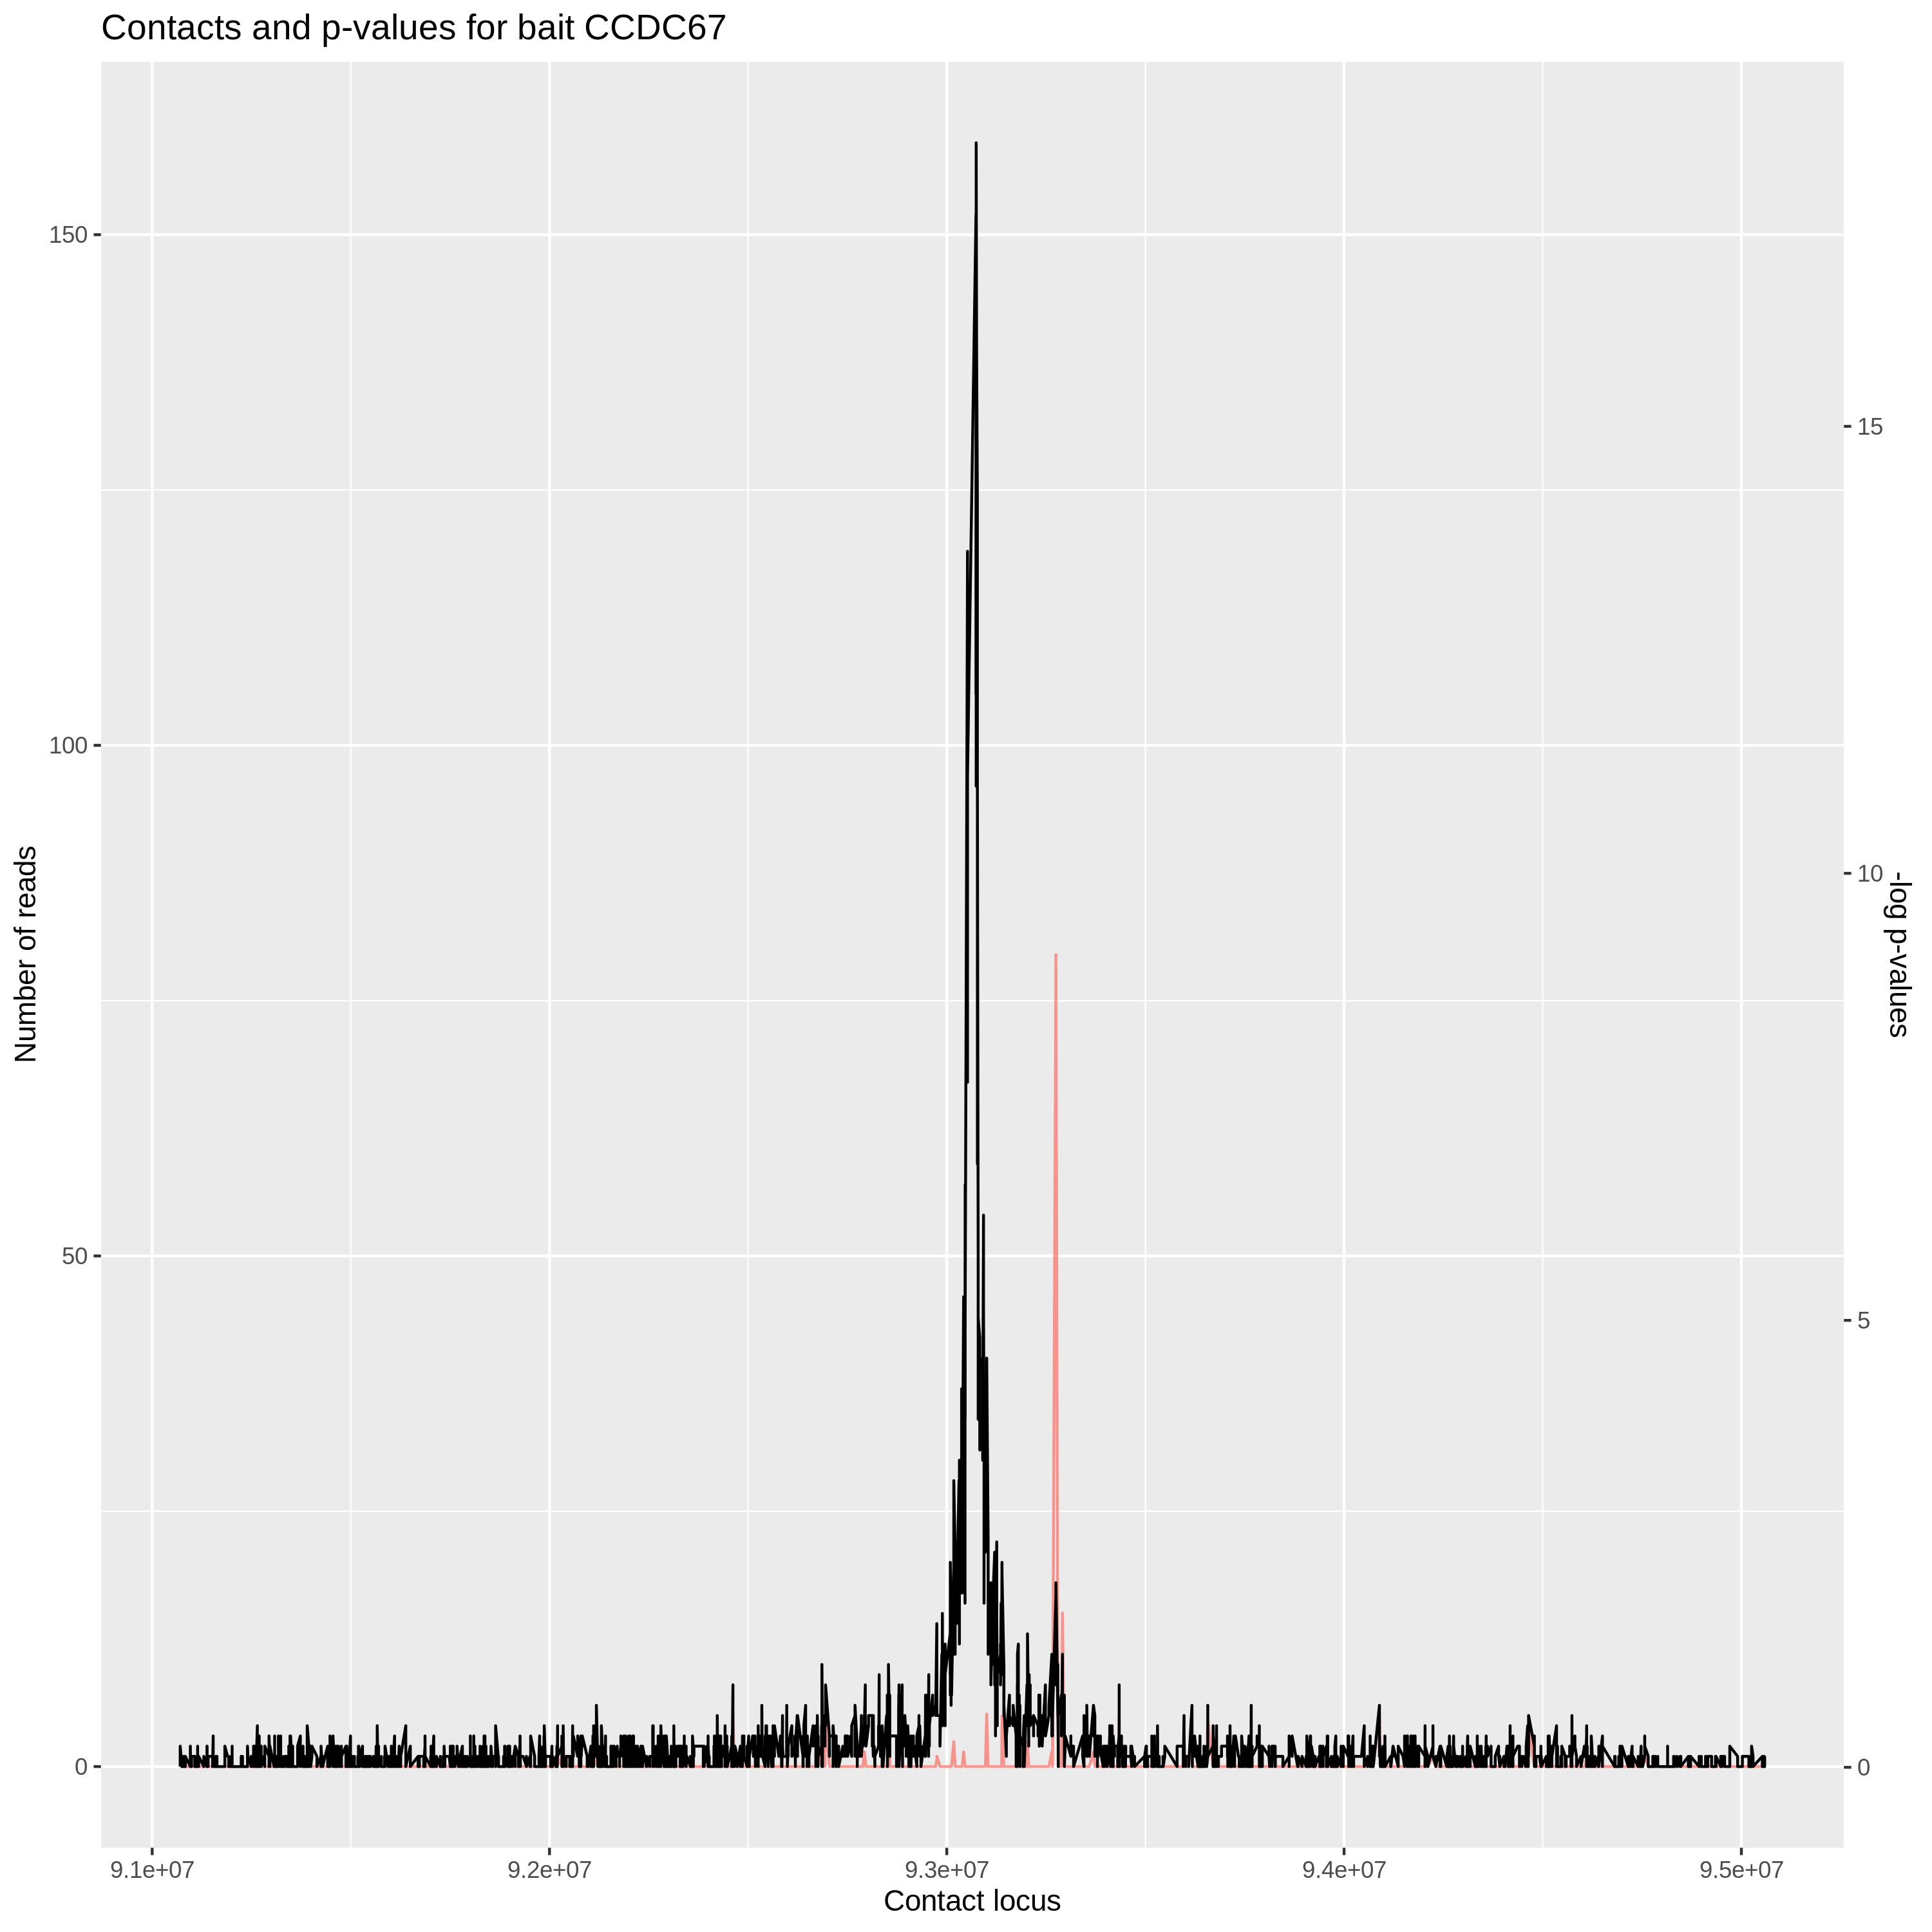 Contacts and p-values for bait CCDC67
150
100
50
0
Number of reads
15
10
5
0
-log p-values
9.1e+07 9.2e+07 9.3e+07 9.4e+07 9.5e+07
Contact locus